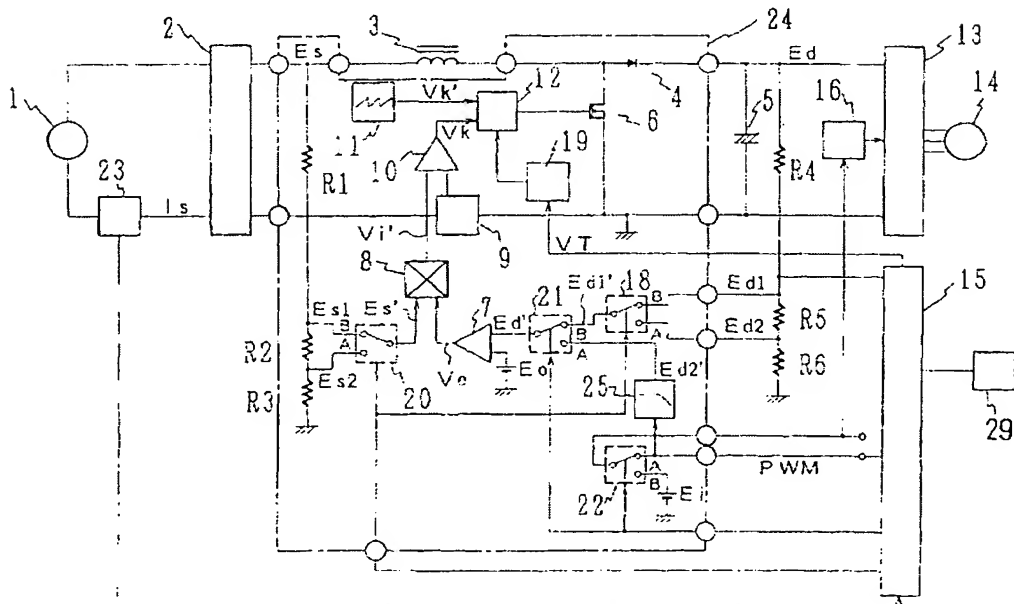 2
24
3
13
Es
Ed
1
12
14
Vk'
16
4
5
Vk
6
11
19
23
10
R1
R4
Is
9
Vi'
VT
8
15
Ed1'
18
Es'
21
B
Ed1
Es1
7
Ed'
B
A
B
R5
A
A
Ed2
R2
Eo
R6
Es2
Ve
Ed2'
20
25
R3
29
A
PWM
B
22